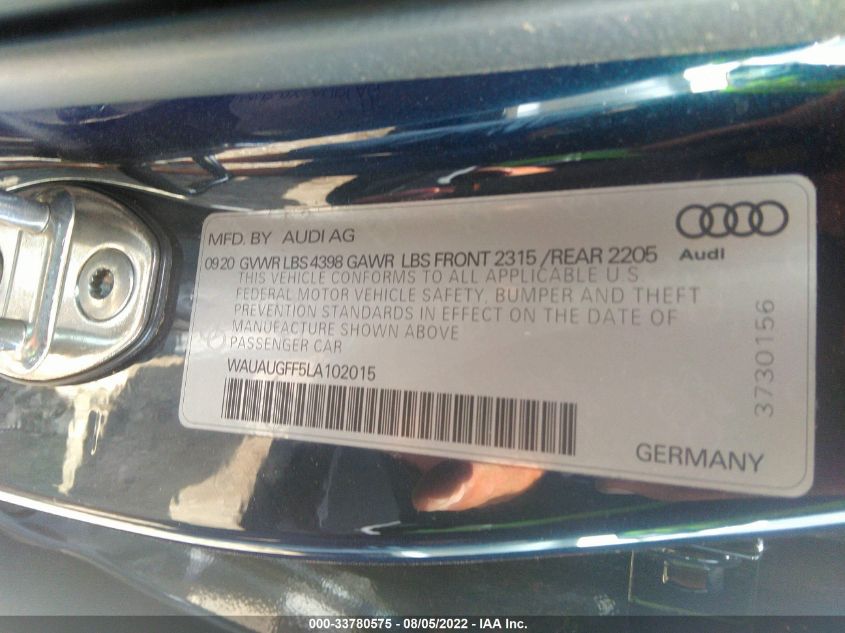 MFD. BY AUDI AG
Audi
0920 GVWR LBS 4398 GAWR LBS FRONT 2315 /REAR 2205
THIS VEHICLE CONFORMS TO ALL APPLICABLE U S
FEDERAL MOTOR VEHICLE SAFETY, BUMPER AND THEFT
PREVENTION STANDARDS IN EFFECT ON THE DATE OF
MANUFACTURE SHOWN ABOVE
PASSENGER CAR
WAUAUGFF5LA102015
3730156
GERMANY
000-33780575 - 08/05/2022 - IAA Inc.